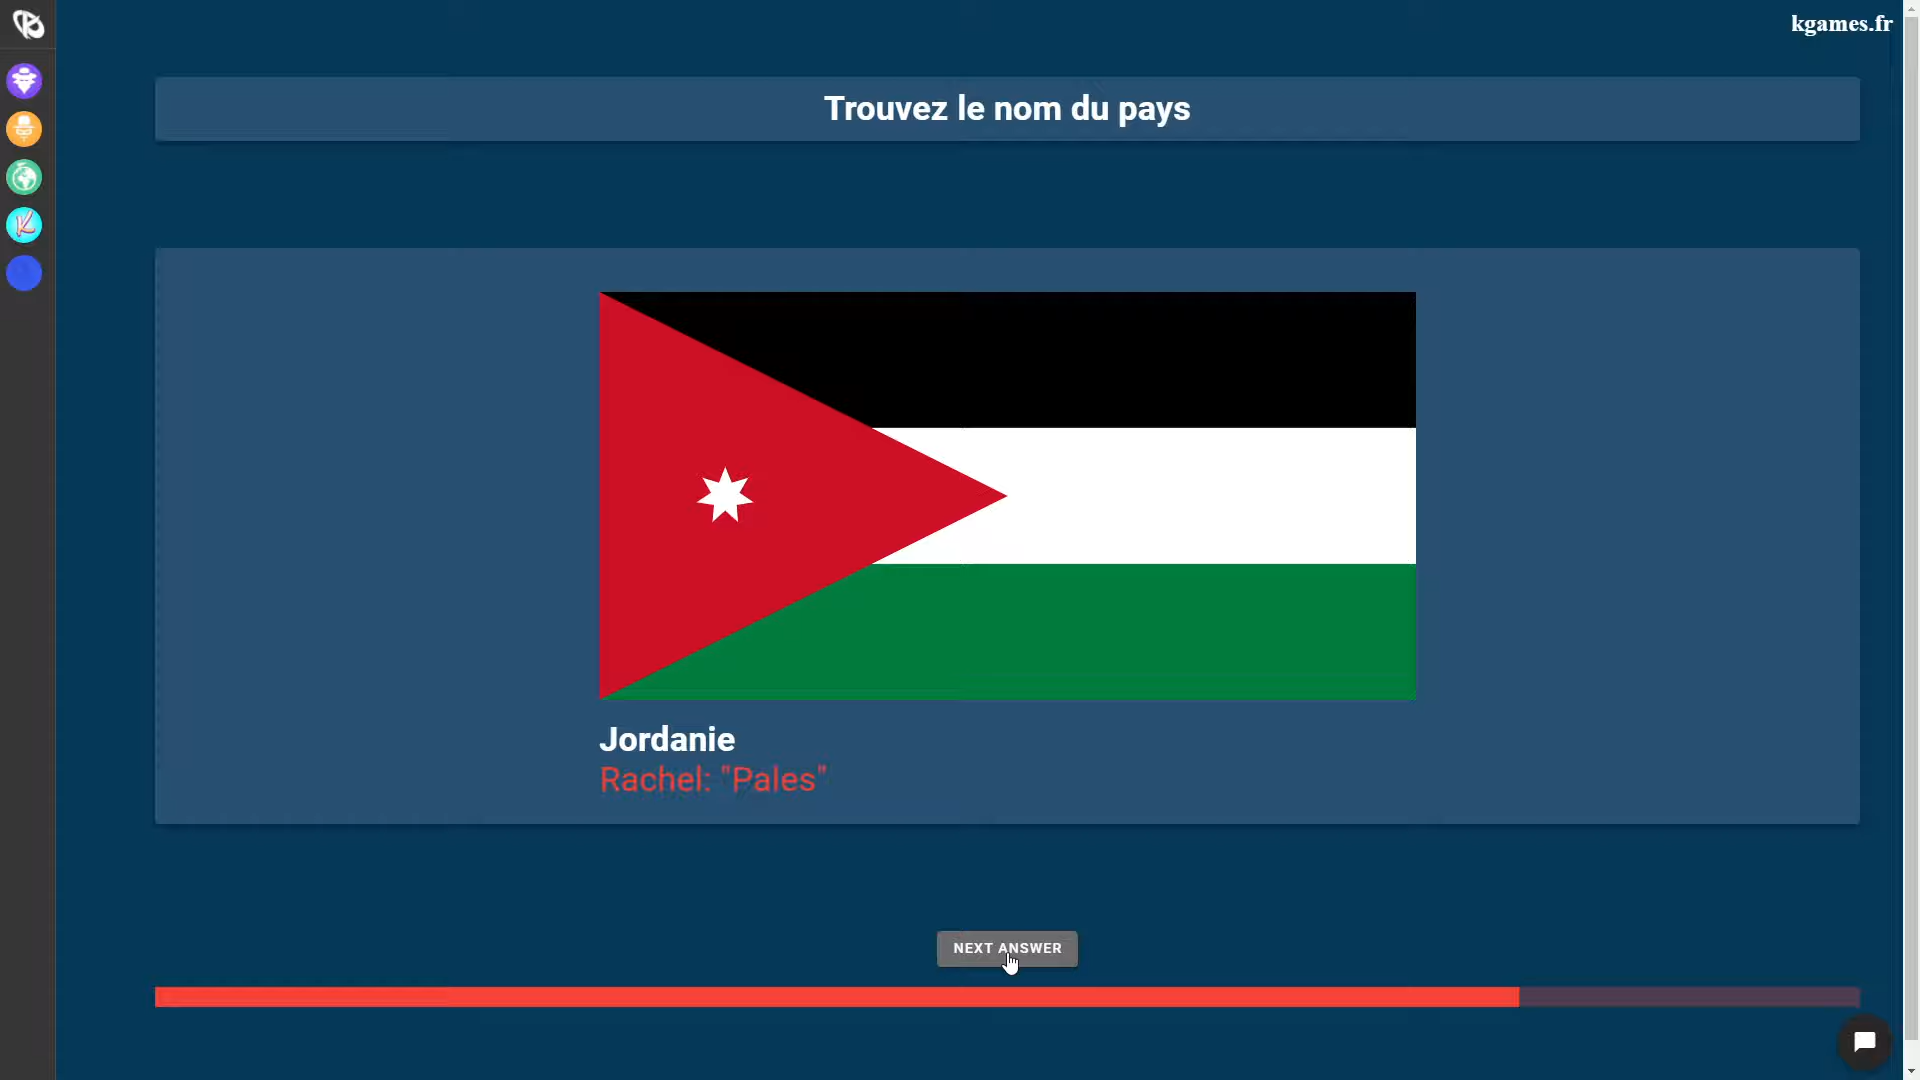 kgames.fr
Trouvez le nom du pays
Jordanie
Rachel: "Pales"
NEXT ANSWER